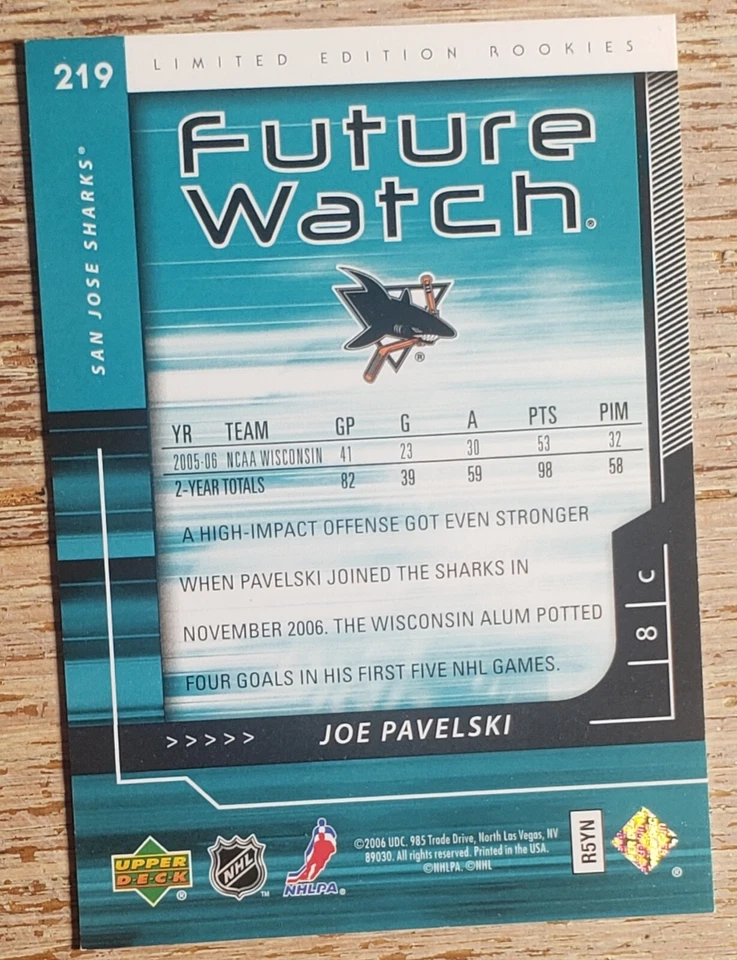 219
LIMITED EDITION ROOKIES
SAN JOSE SHARKS®
Future
Watch®
®
YR TEAM GP G A PTS PIM
2005-06 NCAA WISCONSIN 41 23 30 53 32
2-YEAR TOTALS 82 39 59 98 58
A HIGH-IMPACT OFFENSE GOT EVEN STRONGER
WHEN PAVELSKI JOINED THE SHARKS IN
NOVEMBER 2006. THE WISCONSIN ALUM POTTED
FOUR GOALS IN HIS FIRST FIVE NHL GAMES.
8 C
>>>>> JOE PAVELSKI
UPPER
D·E·C·K
®
NHL
™
NHLPA®
©2006 UDC. 985 Trade Drive, North Las Vegas, NV
89030. All rights reserved. Printed in the USA.
©NHLPA. ©NHL
R5YN
®